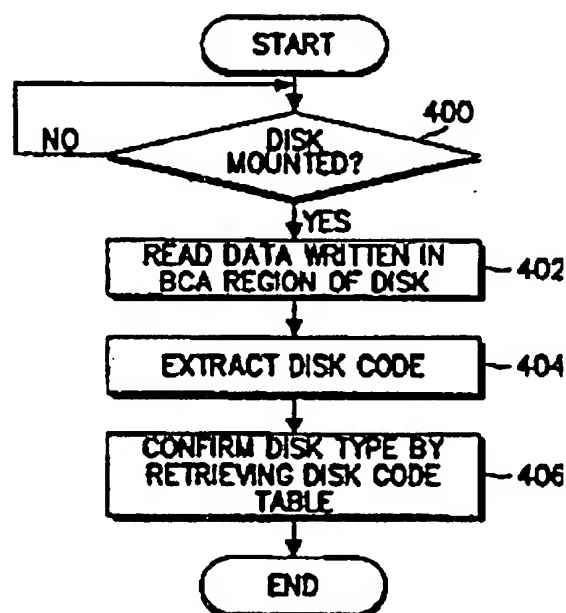 START
400
NO
DISK
MOUNTED?
YES
READ DATA WRITTEN IN
BCA REGION OF DISK
402
EXTRACT DISK CODE
404
CONFIRM DISK TYPE BY
RETRIEVING DISK CODE
TABLE
406
END